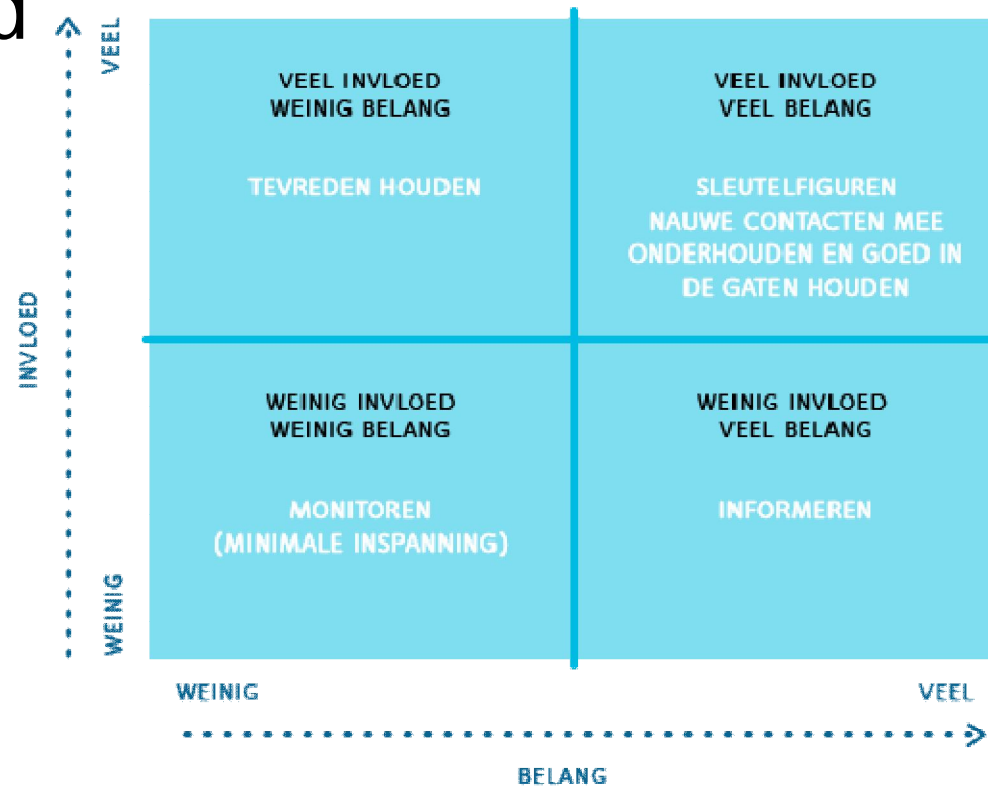 d
VEEL
VEEL INVLOED
WEINIG BELANG
TEVREDEN HOUDEN
VEEL INVLOED
VEEL BELANG
SLEUTELFIGUREN
NAUWE CONTACTEN MEE
ONDERHOUDEN EN GOED IN
DE GATEN HOUDEN
INVLOED
WEINIG INVLOED
WEINIG BELANG
MONITOREN
(MINIMALE INSPANNING)
WEINIG INVLOED
VEEL BELANG
INFORMEREN
WEINIG
WEINIG
VEEL
BELANG